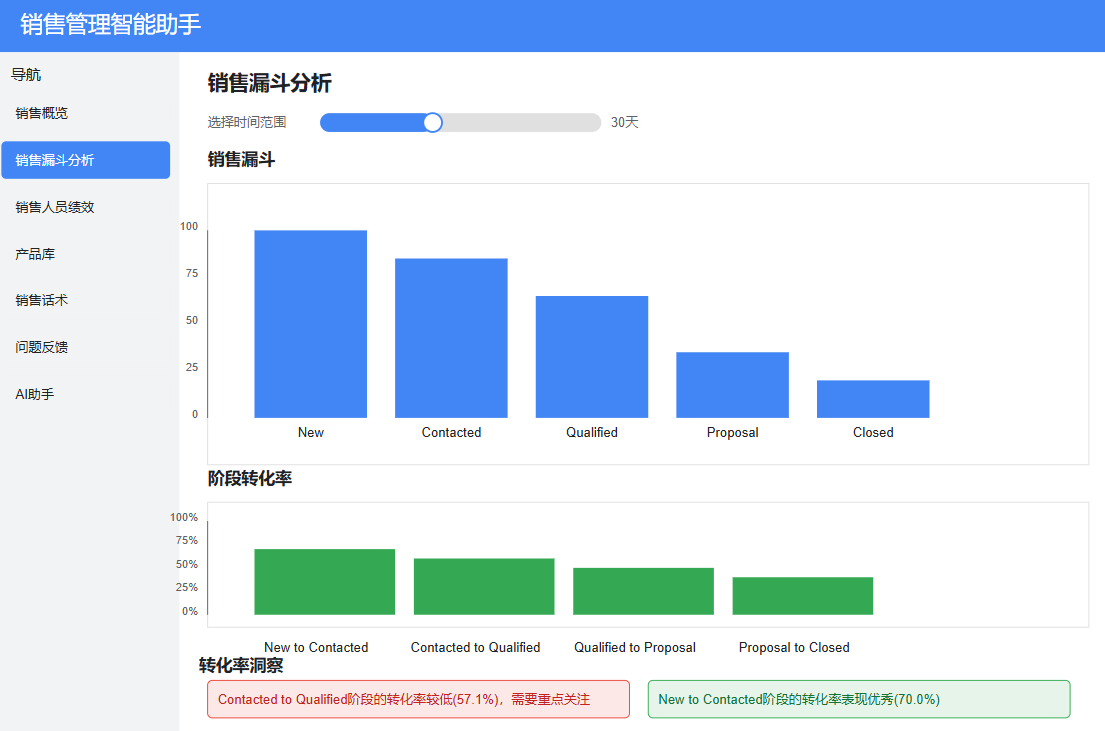 销售管理智能助手
导航
销售概览
销售漏斗分析
销售人员绩效
产品库
销售话术
问题反馈
AI助手
销售漏斗分析
选择时间范围 30天
销售漏斗
100
75
50
25
0
New Contacted Qualified Proposal Closed
阶段转化率
100%
75%
50%
25%
0%
New to Contacted Contacted to Qualified Qualified to Proposal Proposal to Closed
转化率洞察
Contacted to Qualified阶段的转化率较低(57.1%)，需要重点关注
New to Contacted阶段的转化率表现优秀(70.0%)